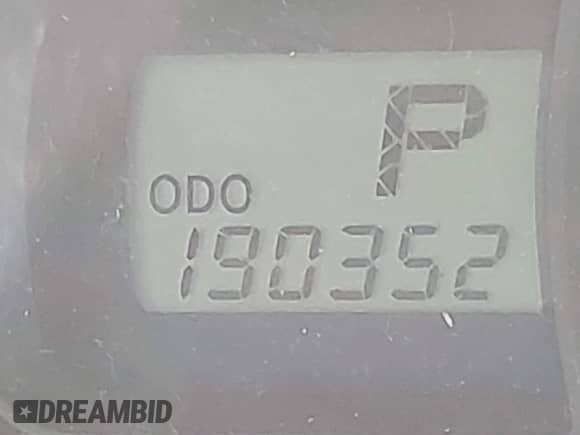 P
ODO
190352
DREAMBID